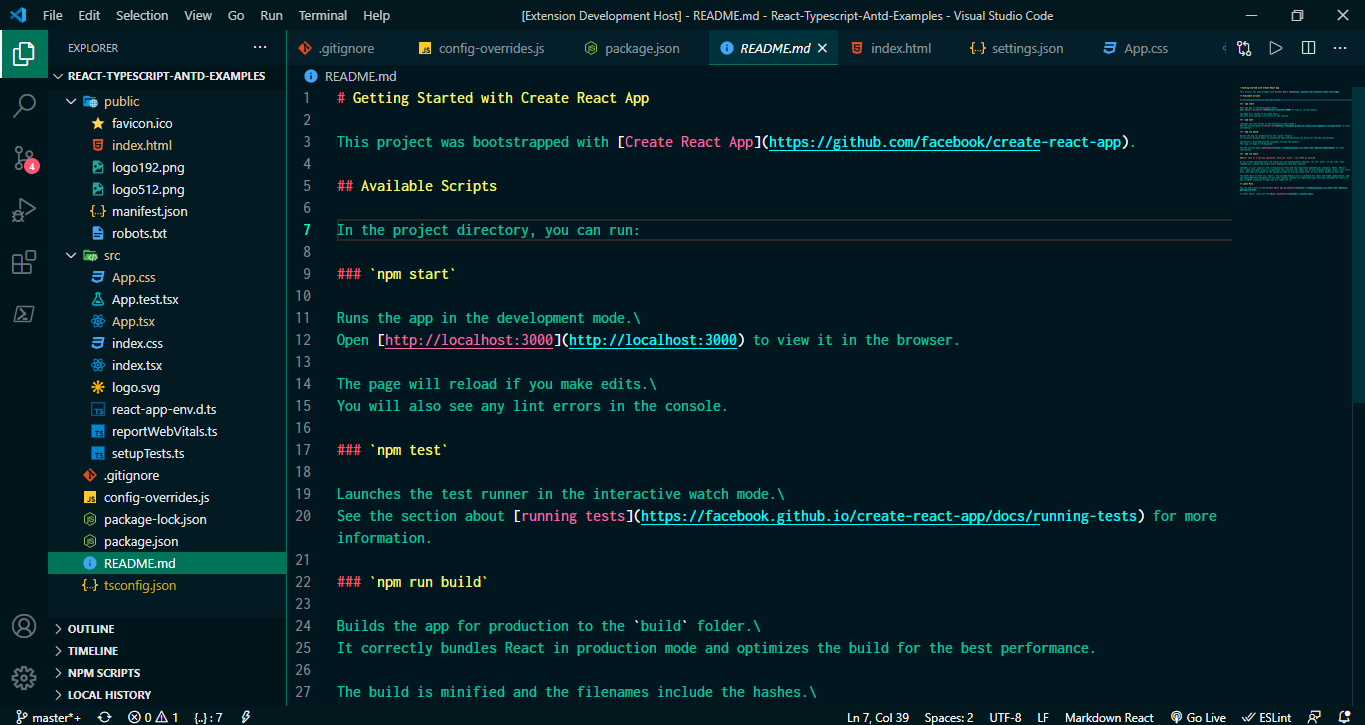 File Edit Selection View Go Run Terminal Help [Extension Development Host] - README.md - React-Typescript-Antd-Examples - Visual Studio Code
EXPLORER
.gitignore config-overrides.js package.json README.md index.html settings.json App.css
REACT-TYPESCRIPT-ANTD-EXAMPLES
public
favicon.ico
index.html
logo192.png
logo512.png
manifest.json
robots.txt
src
App.css
App.test.tsx
App.tsx
index.css
index.tsx
logo.svg
react-app-env.d.ts
reportWebVitals.ts
setupTests.ts
.gitignore
config-overrides.js
package-lock.json
package.json
README.md
tsconfig.json
OUTLINE
TIMELINE
NPM SCRIPTS
LOCAL HISTORY
4
README.md
1 # Getting Started with Create React App
2
3 This project was bootstrapped with [Create React App](https://github.com/facebook/create-react-app).
4
5 ## Available Scripts
6
7 In the project directory, you can run:
8
9 ### `npm start`
10
11 Runs the app in the development mode.\
12 Open [http://localhost:3000](http://localhost:3000) to view it in the browser.
13
14 The page will reload if you make edits.\
15 You will also see any lint errors in the console.
16
17 ### `npm test`
18
19 Launches the test runner in the interactive watch mode.\
20 See the section about [running tests](https://facebook.github.io/create-react-app/docs/running-tests) for more
information.
21
22 ### `npm run build`
23
24 Builds the app for production to the `build` folder.\
25 It correctly bundles React in production mode and optimizes the build for the best performance.
26
27 The build is minified and the filenames include the hashes.\
master*+ 0 1 {..} : 7 Ln 7, Col 39 Spaces: 2 UTF-8 LF Markdown React Go Live ESLint